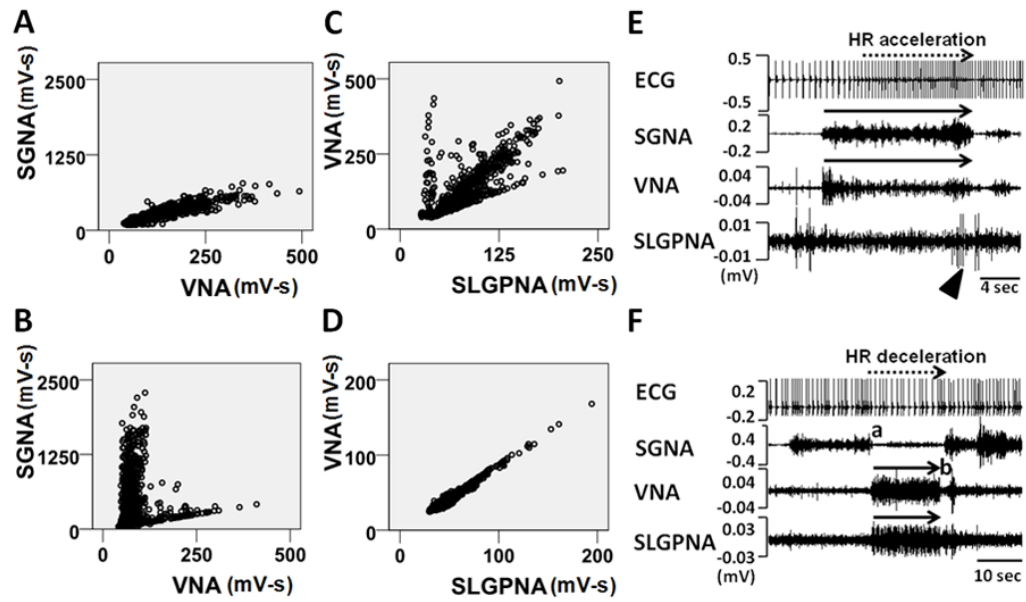 A
SGNA(mV-s)
2500
1250
0
0
250
500
VNA (mV-s)
B
SGNA(mV-s)
2500
1250
0
0
250
500
VNA (mV-s)
C
VNA(mV-s)
500
250
0
0
125
250
SLGPNA (mV-s)
D
VNA(mV-s)
200
100
0
0
100
200
SLGPNA (mV-s)
E
HR acceleration
ECG
0.5
-0.5
SGNA
0.2
-0.2
VNA
0.04
-0.04
SLGPNA
0.01
-0.01
(mV)
4 sec
F
HR deceleration
ECG
0.2
-0.2
SGNA
0.4
-0.4
a
VNA
0.04
-0.04
b
SLGPNA
0.03
-0.03
(mV)
10 sec